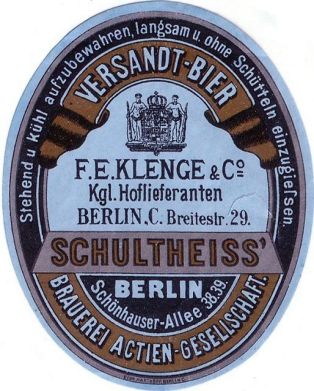 Stehend u. kühl aufzubewahren, langsam u. ohne Schütteln einzugießen.
VERSANDT-BIER
F. E. KLENGE & Co
Kgl. Hoflieferanten
BERLIN, C. Breitestr. 29.
SCHULTHEISS'
BERLIN
Schönhauser-Allee 38.39
BRAUEREI ACTIEN-GESELLSCHAFT.